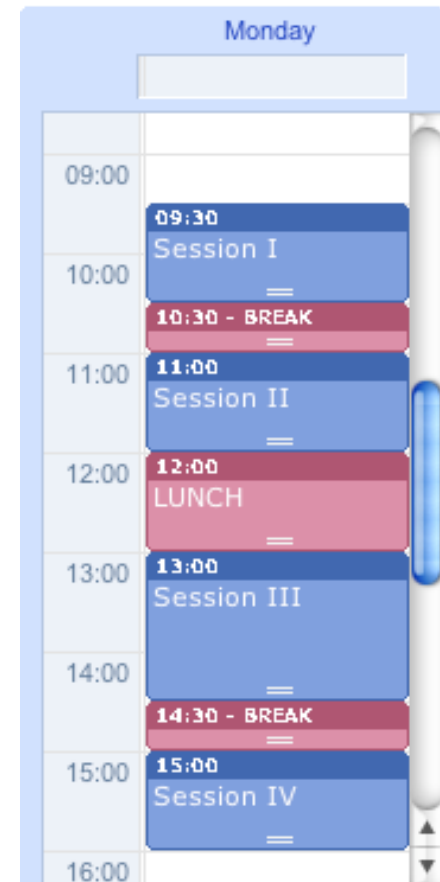 Monday
09:00
09:30
Session I
10:00
10:30 - BREAK
11:00
11:00
Session II
12:00
12:00
LUNCH
13:00
13:00
Session III
14:00
14:30 - BREAK
15:00
15:00
Session IV
16:00